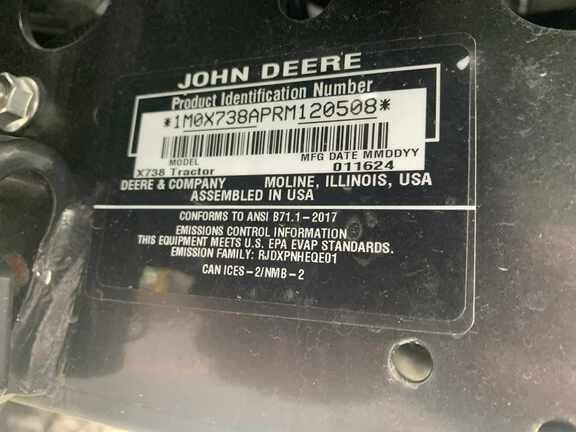 JOHN DEERE
Product Identification Number
*1M0X738APRM120508*
MODEL MFG DATE MMDDYY
X738 Tractor 011624
DEERE & COMPANY MOLINE, ILLINOIS, USA
ASSEMBLED IN USA
CONFORMS TO ANSI B71.1-2017
EMISSIONS CONTROL INFORMATION
THIS EQUIPMENT MEETS U.S. EPA EVAP STANDARDS.
EMISSION FAMILY: RJDXPNHEQE01
CAN ICES-2/NMB-2